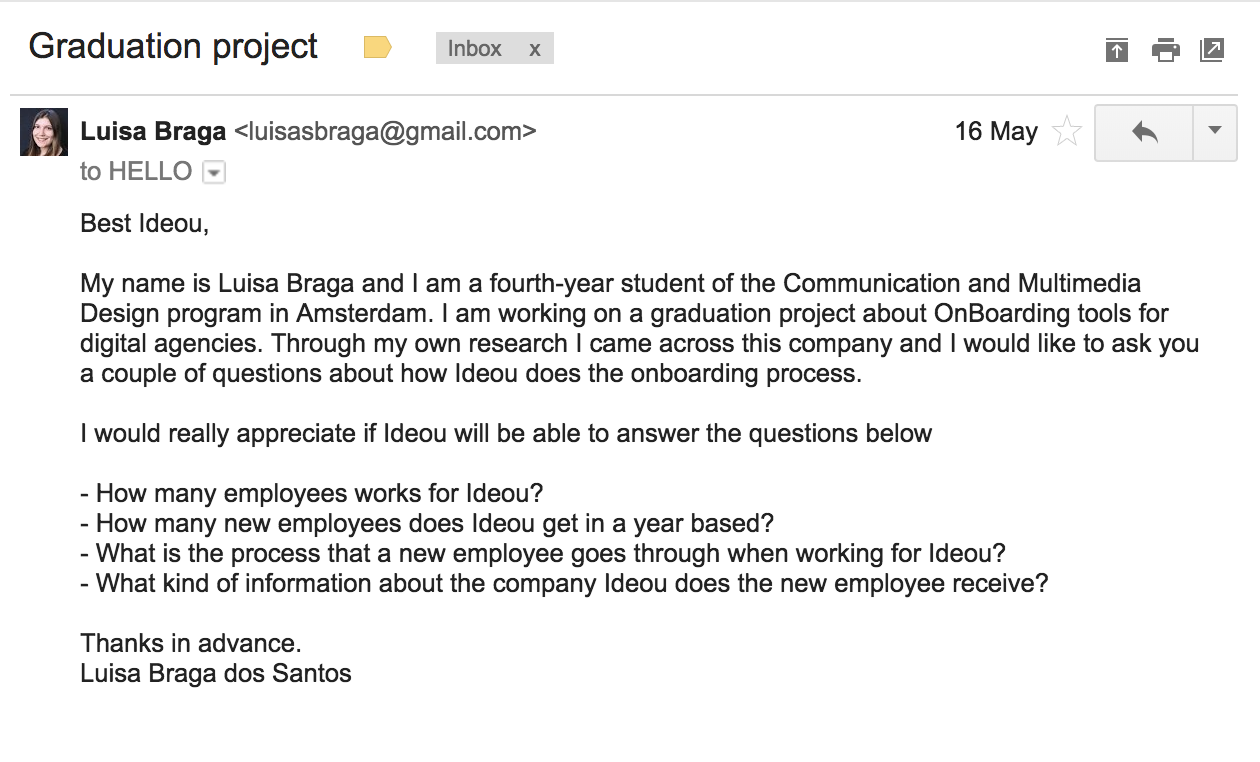 Graduation project Inbox x
Luisa Braga <luisasbraga@gmail.com> 16 May
to HELLO
Best Ideou,
My name is Luisa Braga and I am a fourth-year student of the Communication and Multimedia
Design program in Amsterdam. I am working on a graduation project about OnBoarding tools for
digital agencies. Through my own research I came across this company and I would like to ask you
a couple of questions about how Ideou does the onboarding process.
I would really appreciate if Ideou will be able to answer the questions below
- How many employees works for Ideou?
- How many new employees does Ideou get in a year based?
- What is the process that a new employee goes through when working for Ideou?
- What kind of information about the company Ideou does the new employee receive?
Thanks in advance.
Luisa Braga dos Santos